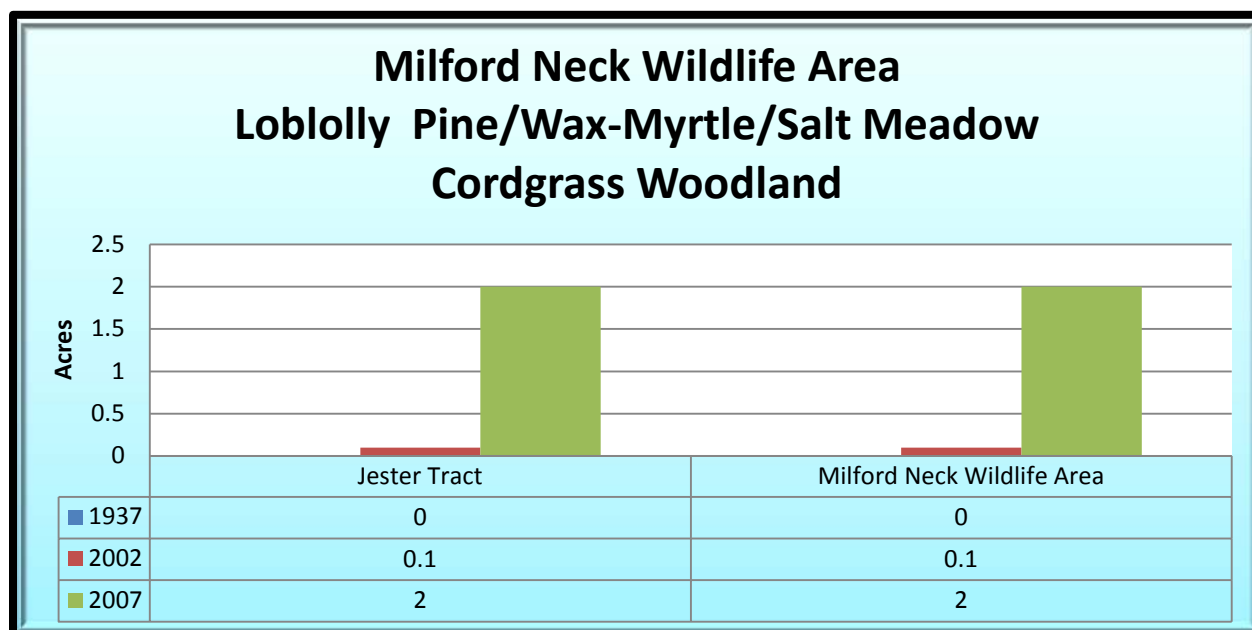 Milford Neck Wildlife Area
Loblolly  Pine/Wax-Myrtle/Salt Meadow
Cordgrass Woodland
Acres
2.5
2
1.5
1
0.5
0
Jester Tract Milford Neck Wildlife Area
1937 0 0
2002 0.1 0.1
2007 2 2